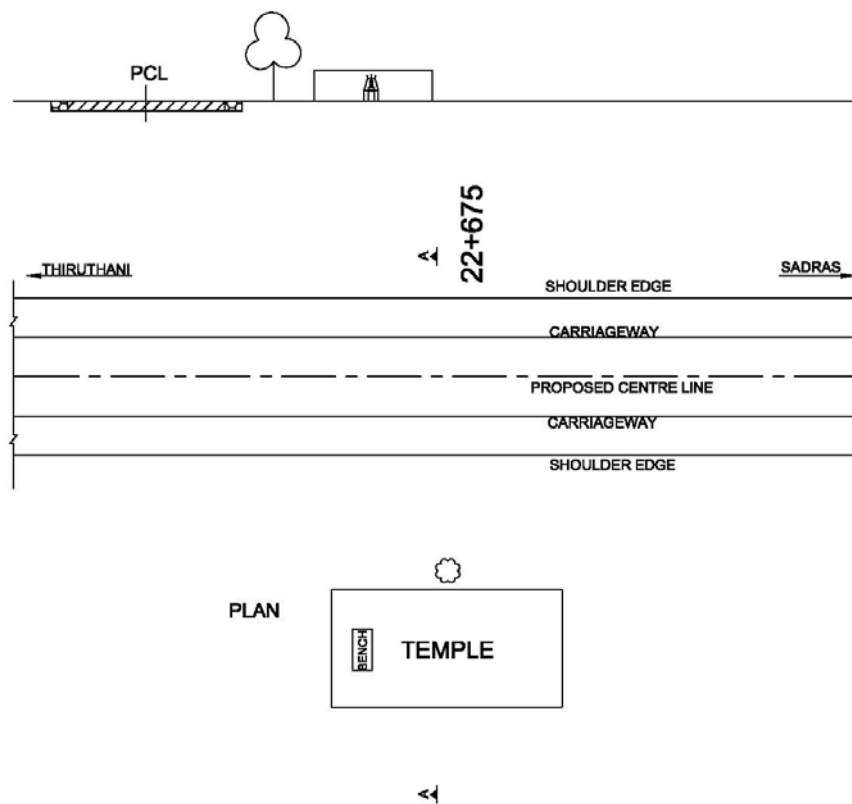 PCL
A
22+675
THIRUTHANI
SADRAS
SHOULDER EDGE
CARRIAGEWAY
PROPOSED CENTRE LINE
CARRIAGEWAY
SHOULDER EDGE
PLAN
BENCH
TEMPLE
A